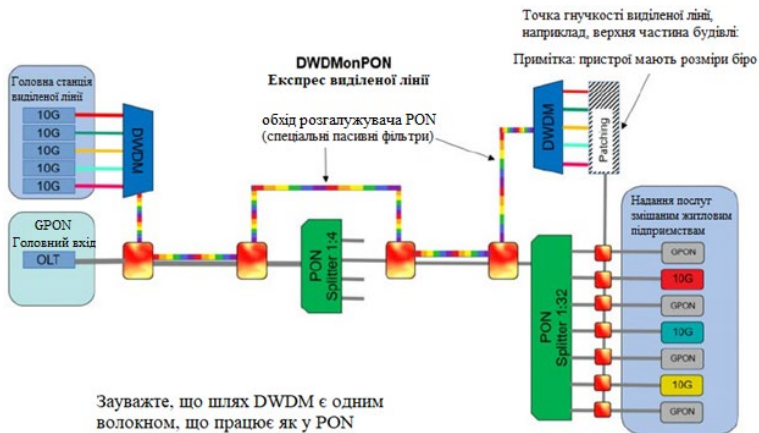 Точка гнучкості виділеної лінії,
наприклад, верхня частина будівлі:
Примітка: пристрої мають розміри біро
DWDMonPON
Експрес виділеної лінії
Головна станція
виділеної лінії
10G
10G
10G
10G
10G
DWDM
обхід розгалужувача PON
(спеціальні пасивні фільтри)
DWDM
Patching
GPON
Головний вхід
OLT
PON
Splitter 1:4
PON
Splitter 1:32
Надання послуг
змішаним житловим
підприємствам
GPON
10G
GPON
10G
GPON
10G
GPON
Зауважте, що шлях DWDM є одним
волокном, що працює як у PON